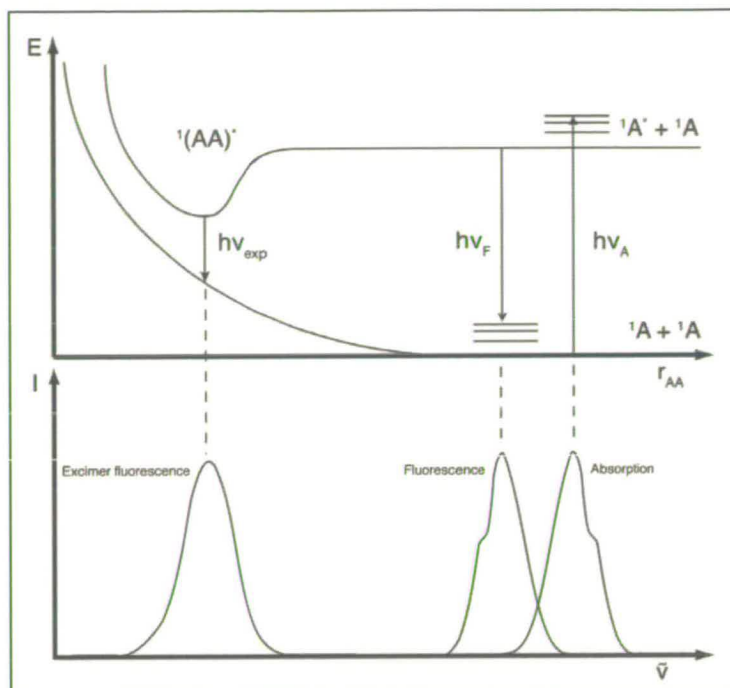 E
¹(AA)*
¹A* + ¹A
hν_exp
hν_F
hν_A
¹A + ¹A
r_AA
I
Excimer fluorescence
Fluorescence
Absorption
ṽ